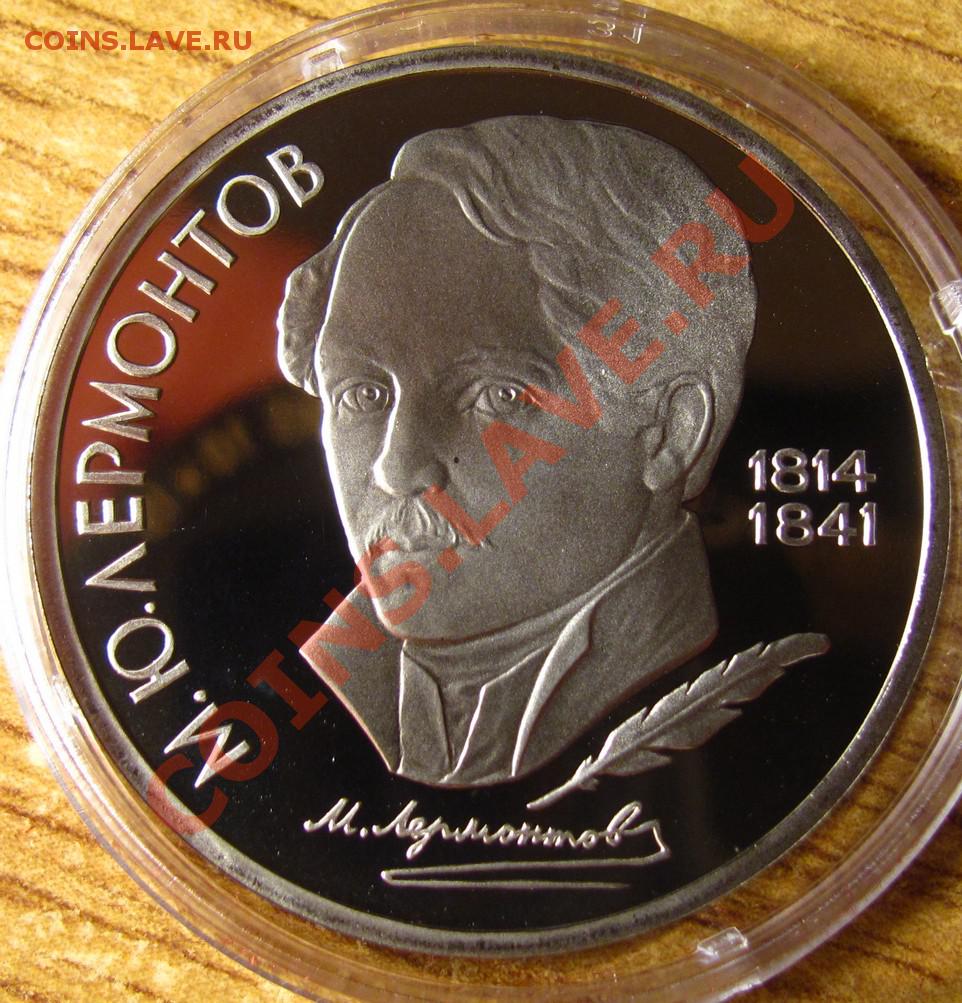 COINS.LAVE.RU
М.Ю.ЛЕРМОНТОВ
1814
1841
М. Лермонтов
COINS.LAVE.RU